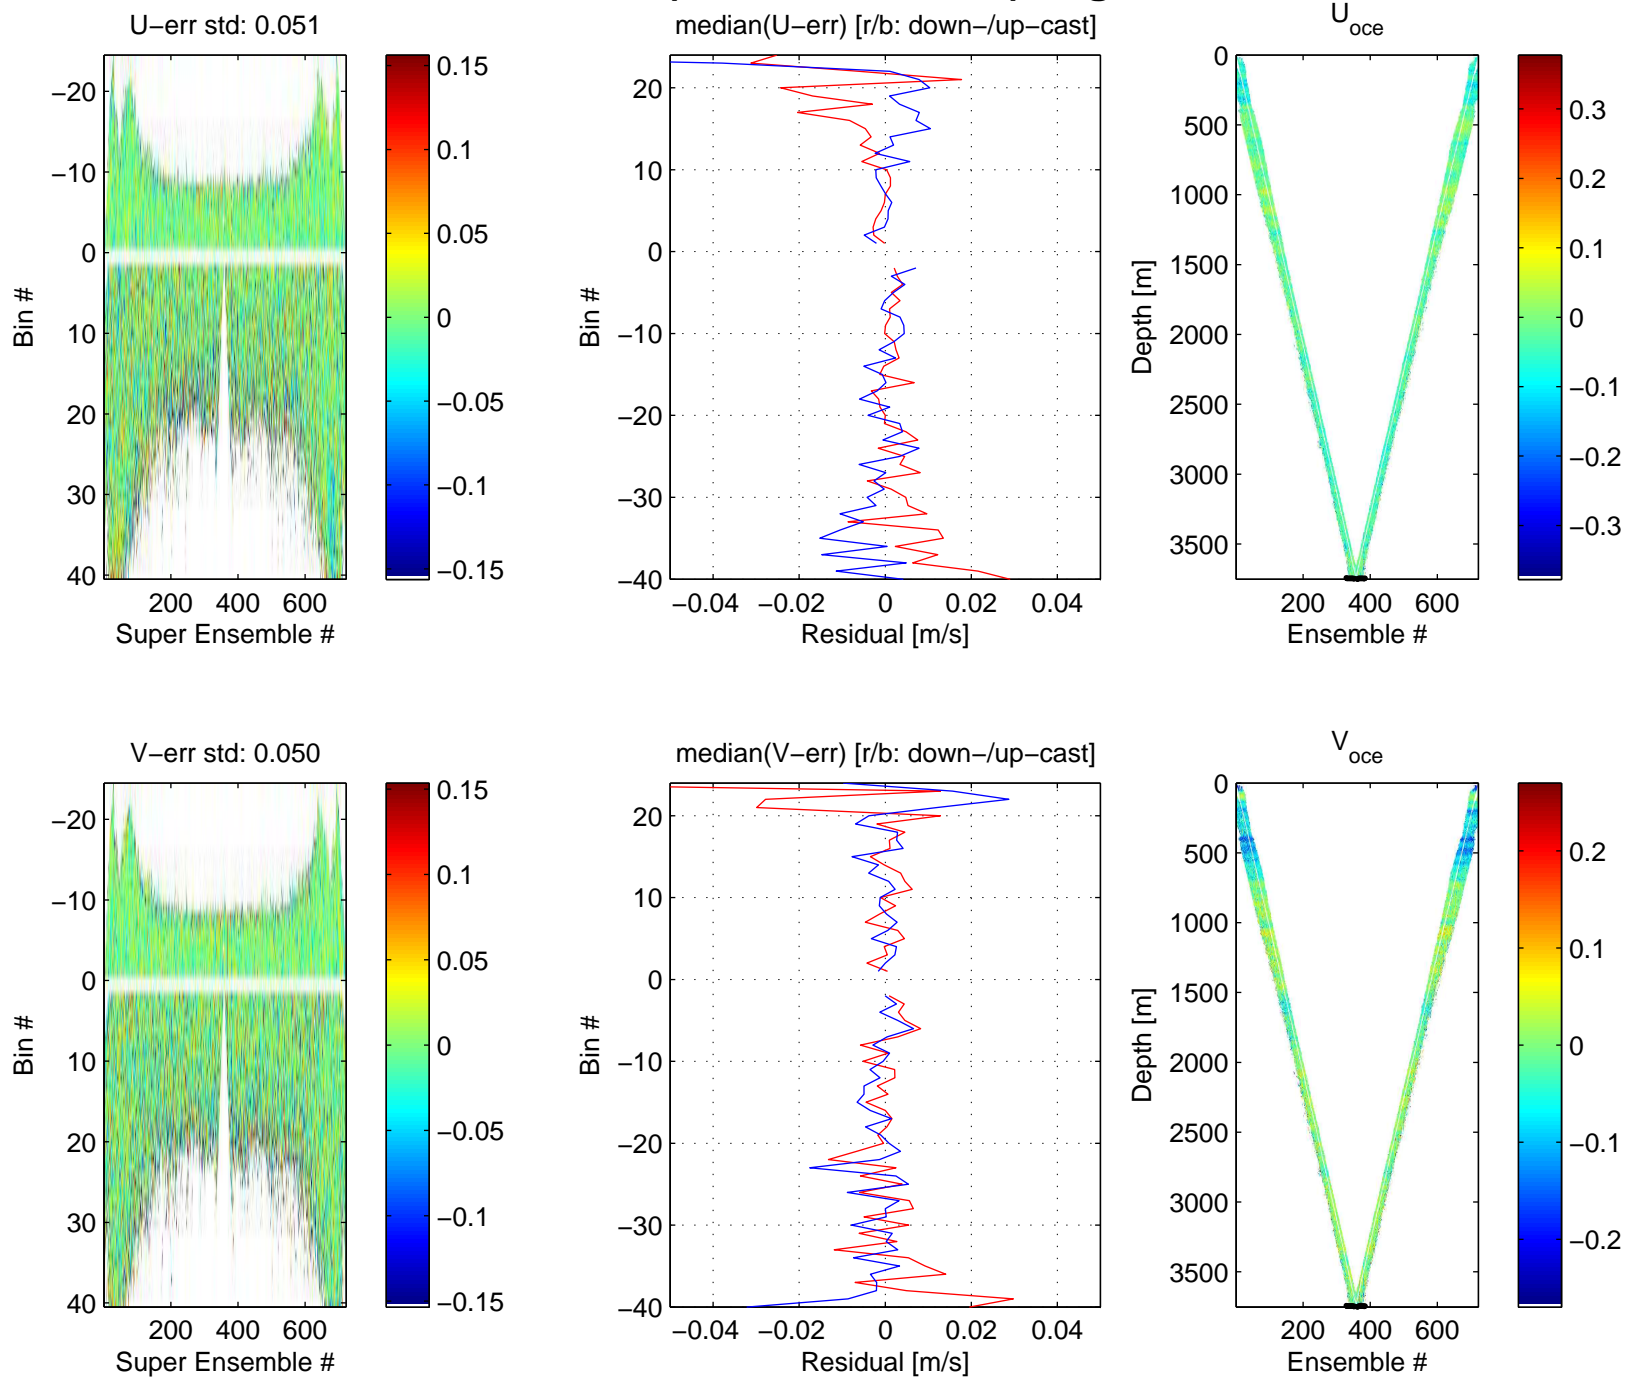 U−err std: 0.051
−20
−10
0
10
20
30
40
Bin #
200 400 600
Super Ensemble #
0.15
0.1
0.05
0
−0.05
−0.1
−0.15
median(U−err) [r/b: down−/up−cast]
20
10
0
−10
−20
−30
−40
Bin #
−0.04 −0.02 0 0.02 0.04
Residual [m/s]
U_oce
0
500
1000
1500
2000
2500
3000
3500
Depth [m]
200 400 600
Ensemble #
0.3
0.2
0.1
0
−0.1
−0.2
−0.3
V−err std: 0.050
−20
−10
0
10
20
30
40
Bin #
200 400 600
Super Ensemble #
0.15
0.1
0.05
0
−0.05
−0.1
−0.15
median(V−err) [r/b: down−/up−cast]
20
10
0
−10
−20
−30
−40
Bin #
−0.04 −0.02 0 0.02 0.04
Residual [m/s]
V_oce
0
500
1000
1500
2000
2500
3000
3500
Depth [m]
200 400 600
Ensemble #
0.2
0.1
0
−0.1
−0.2